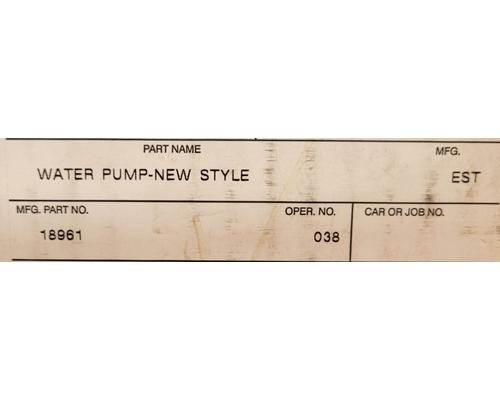 PART NAME MFG.
WATER PUMP-NEW STYLE EST
MFG. PART NO. OPER. NO. CAR OR JOB NO.
18961 038